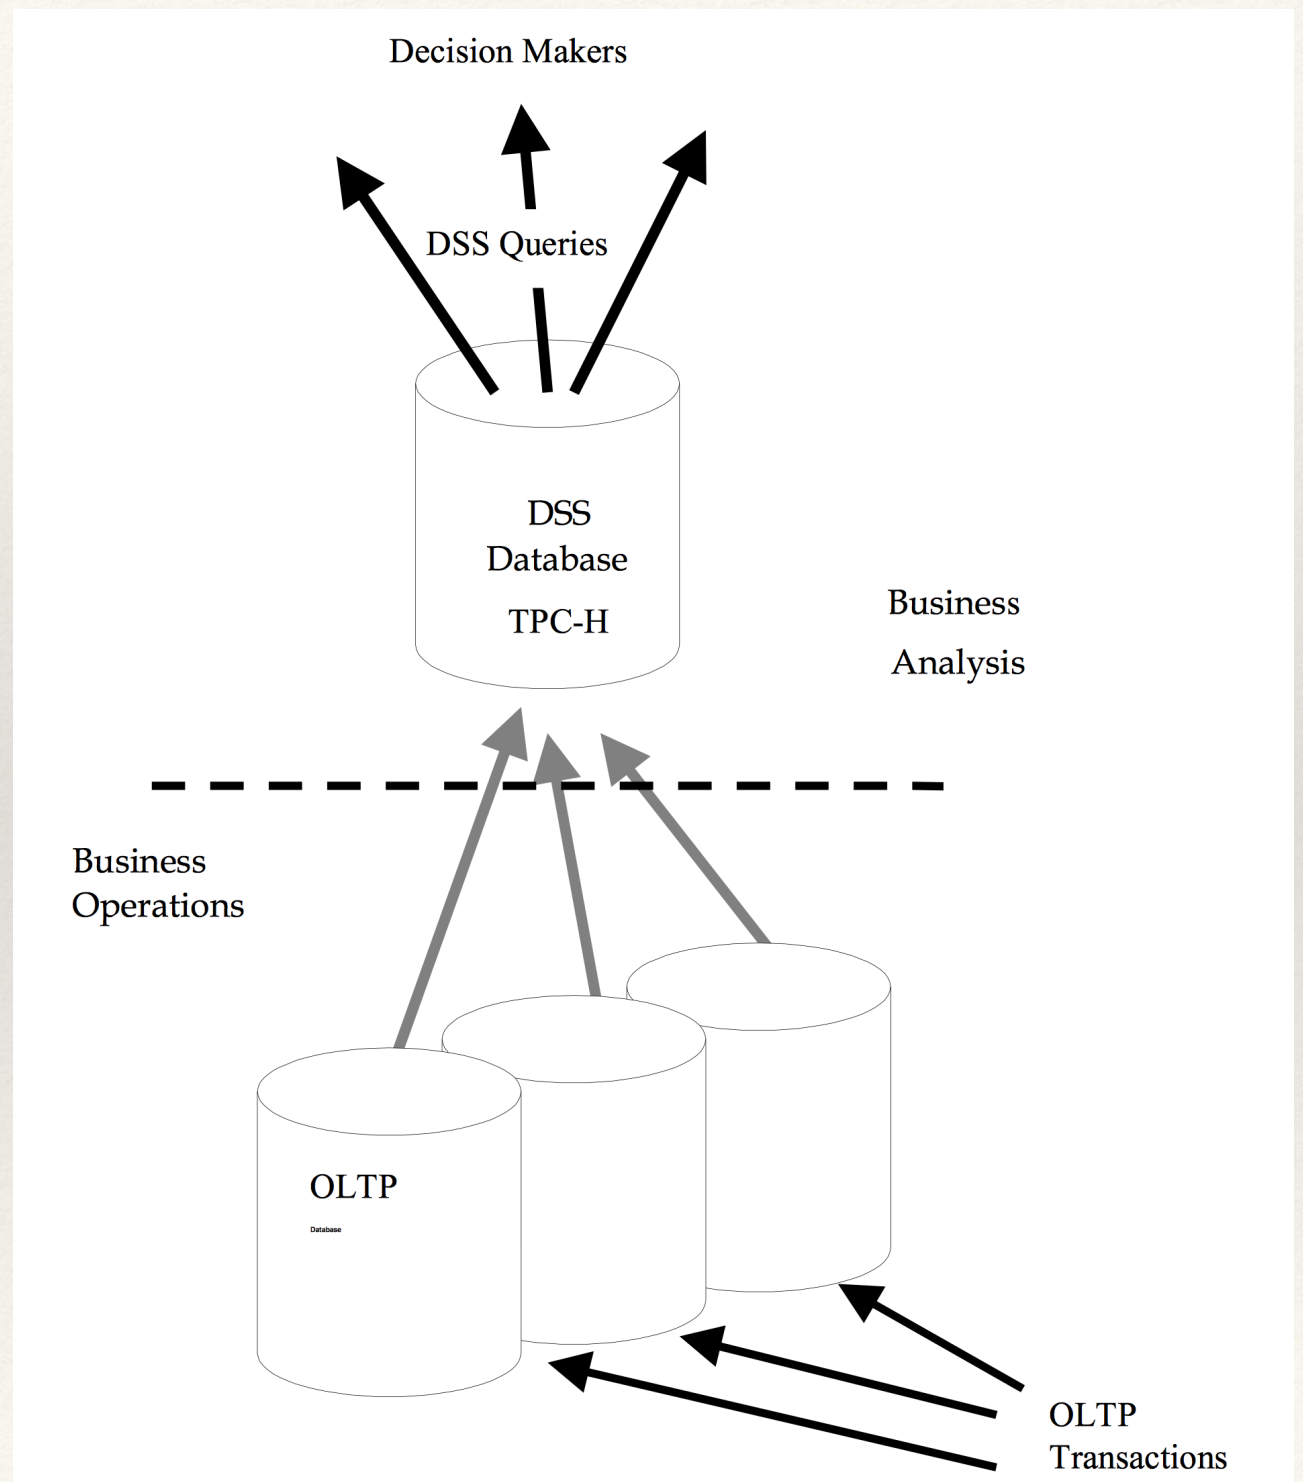 Decision Makers
DSS Queries
DSS
Database
TPC-H
Business
Analysis
Business
Operations
OLTP
Database
OLTP
Transactions